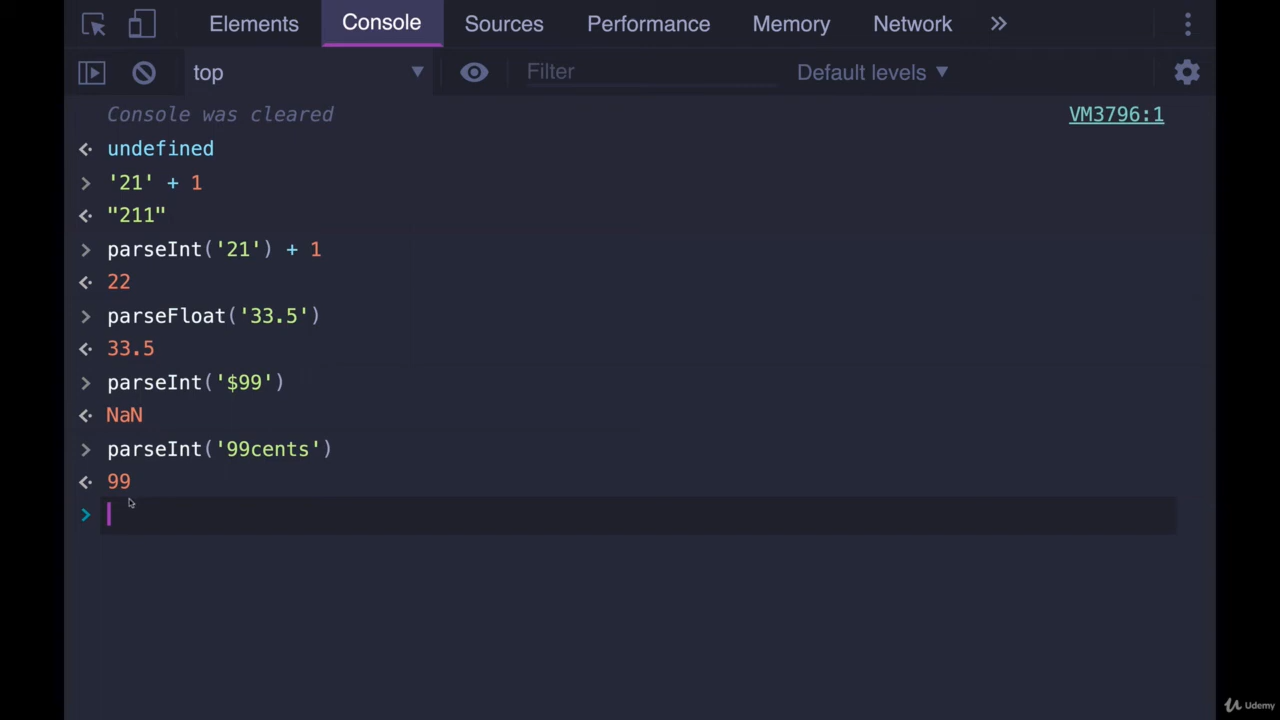 Elements Console Sources Performance Memory Network »
top ▼ Filter Default levels ▼
Console was cleared VM3796:1
<· undefined
> '21' + 1
<· "211"
> parseInt('21') + 1
<· 22
> parseFloat('33.5')
<· 33.5
> parseInt('$99')
<· NaN
> parseInt('99cents')
<· 99
>
Udemy